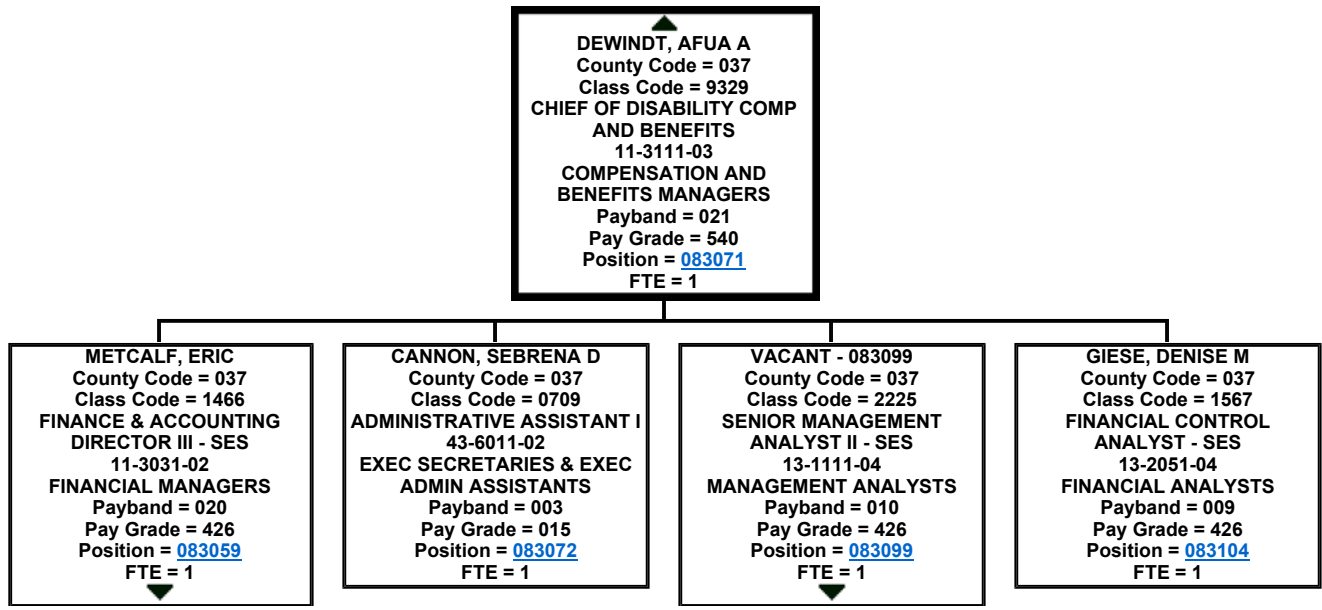 DEWINDT, AFUA A
County Code = 037
Class Code = 9329
CHIEF OF DISABILITY COMP
AND BENEFITS
11-3111-03
COMPENSATION AND
BENEFITS MANAGERS
Payband = 021
Pay Grade = 540
Position = 083071
FTE = 1
METCALF, ERIC
County Code = 037
Class Code = 1466
FINANCE & ACCOUNTING
DIRECTOR III - SES
11-3031-02
FINANCIAL MANAGERS
Payband = 020
Pay Grade = 426
Position = 083059
FTE = 1
CANNON, SEBRENA D
County Code = 037
Class Code = 0709
ADMINISTRATIVE ASSISTANT I
43-6011-02
EXEC SECRETARIES & EXEC
ADMIN ASSISTANTS
Payband = 003
Pay Grade = 015
Position = 083072
FTE = 1
VACANT - 083099
County Code = 037
Class Code = 2225
SENIOR MANAGEMENT
ANALYST II - SES
13-1111-04
MANAGEMENT ANALYSTS
Payband = 010
Pay Grade = 426
Position = 083099
FTE = 1
GIESE, DENISE M
County Code = 037
Class Code = 1567
FINANCIAL CONTROL
ANALYST - SES
13-2051-04
FINANCIAL ANALYSTS
Payband = 009
Pay Grade = 426
Position = 083104
FTE = 1